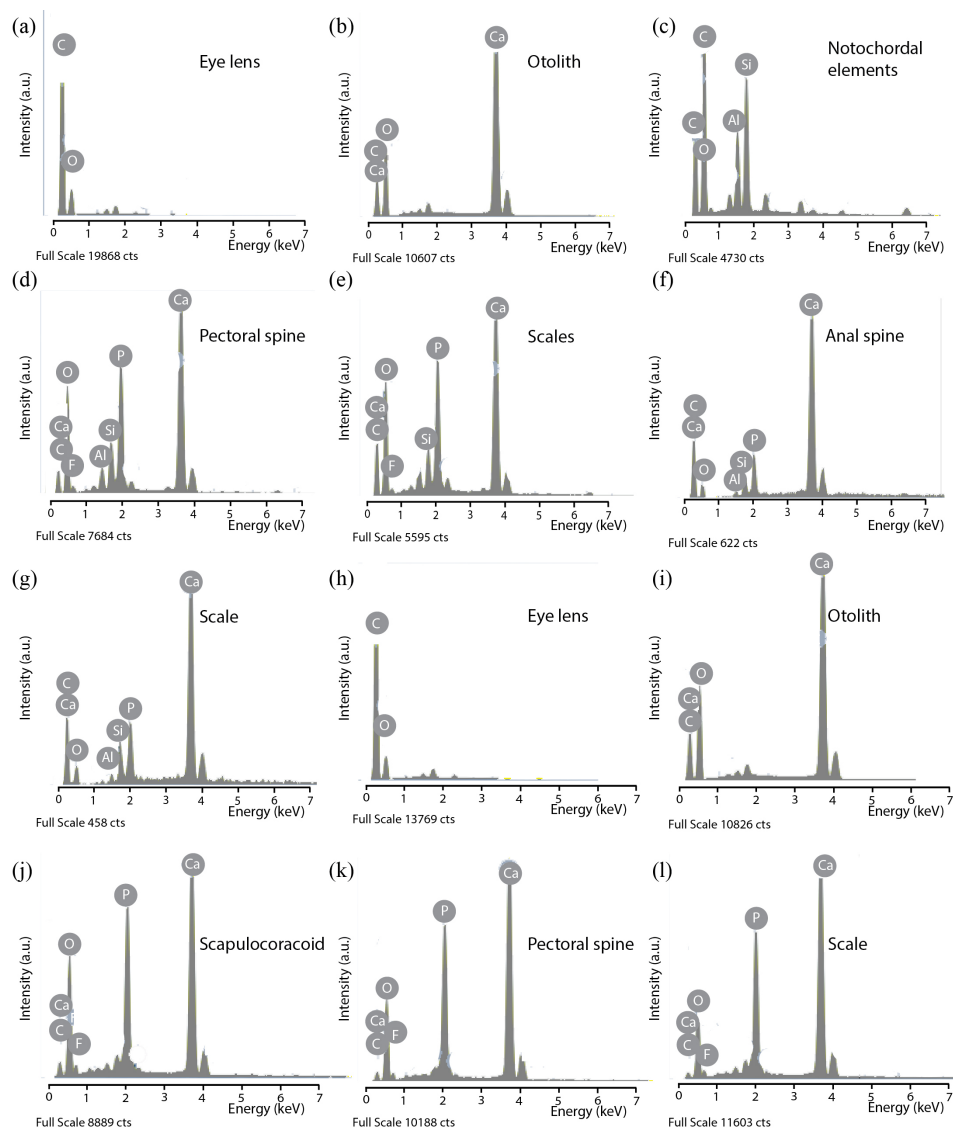 (a)
C
O
Eye lens
Intensity (a.u.)
0 1 2 3 4 5 6 7
Energy (keV)
Full Scale 19868 cts
(b)
Ca
O
C
Ca
Otolith
Intensity (a.u.)
0 1 2 3 4 5 6 7
Energy (keV)
Full Scale 10607 cts
(c)
C
Si
Al
C
O
Notochordal
elements
Intensity (a.u.)
0 1 2 3 4 5 6 7
Energy (keV)
Full Scale 4730 cts
(d)
Ca
P
O
Ca
Si
C
Al
F
Pectoral spine
Intensity (a.u.)
0 1 2 3 4 5 6 7
Energy (keV)
Full Scale 7684 cts
(e)
Ca
P
O
Ca
C
Si
F
Scales
Intensity (a.u.)
0 1 2 3 4 5 6 7
Energy (keV)
Full Scale 5595 cts
(f)
Ca
C
Ca
P
Si
O
Al
Anal spine
Intensity (a.u.)
0 1 2 3 4 5 6 7
Energy (keV)
Full Scale 622 cts
(g)
Ca
C
Ca
P
Si
O
Al
Scale
Intensity (a.u.)
0 1 2 3 4 5 6 7
Energy (keV)
Full Scale 458 cts
(h)
C
O
Eye lens
Intensity (a.u.)
0 1 2 3 4 5 6 7
Energy (keV)
Full Scale 13769 cts
(i)
Ca
O
Ca
C
Otolith
Intensity (a.u.)
0 1 2 3 4 5 6 7
Energy (keV)
Full Scale 10826 cts
(j)
Ca
P
O
Ca
F
C
F
Scapulocoracoid
Intensity (a.u.)
0 1 2 3 4 5 6 7
Energy (keV)
Full Scale 8889 cts
(k)
Ca
P
O
Ca
F
C
Pectoral spine
Intensity (a.u.)
0 1 2 3 4 5 6 7
Energy (keV)
Full Scale 10188 cts
(l)
Ca
P
O
Ca
C
F
Scale
Intensity (a.u.)
0 1 2 3 4 5 6 7
Energy (keV)
Full Scale 11603 cts